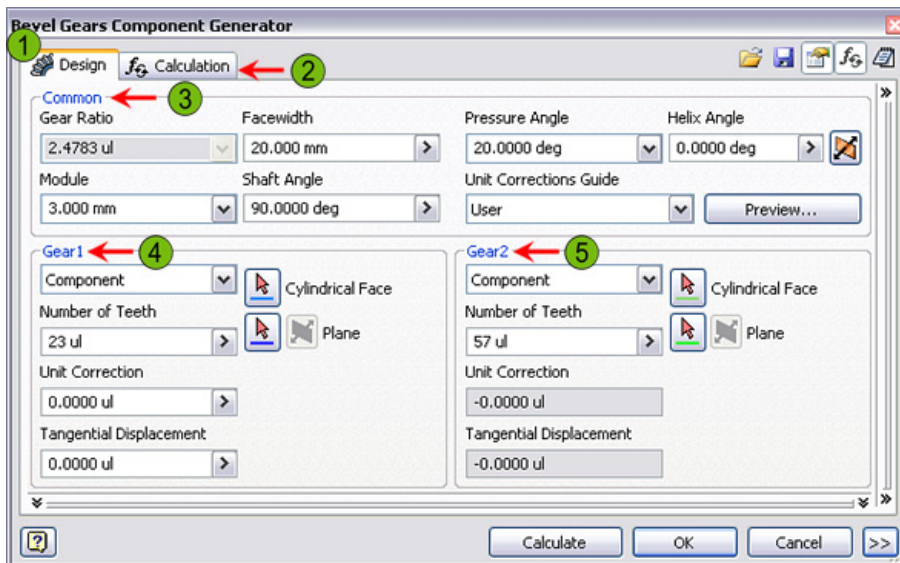 Bevel Gears Component Generator
1
Design
fG Calculation
2
Common
3
Gear Ratio
Facewidth
Pressure Angle
Helix Angle
2.4783 ul
20.000 mm
20.0000 deg
0.0000 deg
Module
Shaft Angle
Unit Corrections Guide
3.000 mm
90.0000 deg
User
Preview...
Gear1
4
Component
Cylindrical Face
Number of Teeth
23 ul
Plane
Unit Correction
0.0000 ul
Tangential Displacement
0.0000 ul
Gear2
5
Component
Cylindrical Face
Number of Teeth
57 ul
Plane
Unit Correction
-0.0000 ul
Tangential Displacement
-0.0000 ul
Calculate
OK
Cancel
>>